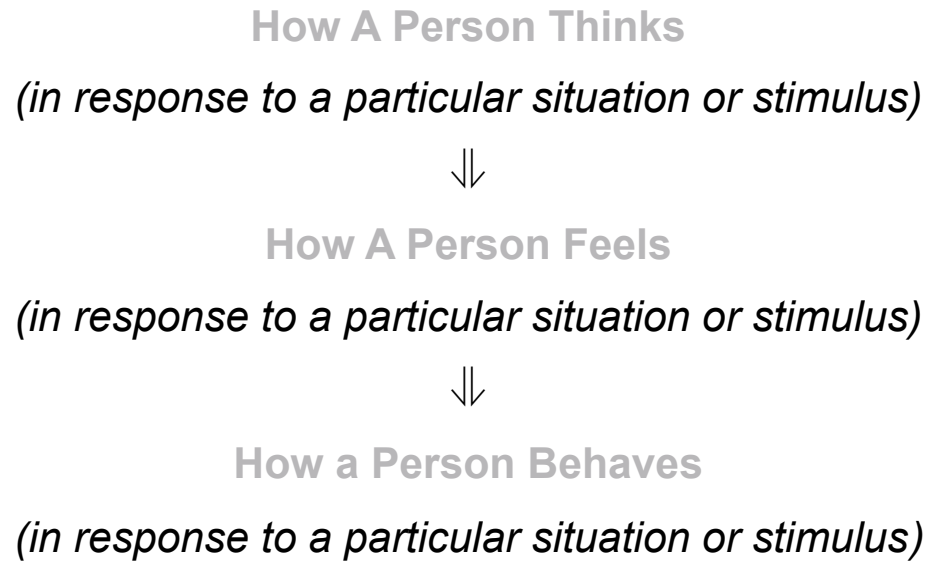 How A Person Thinks
(in response to a particular situation or stimulus)
⇓
How A Person Feels
(in response to a particular situation or stimulus)
⇓
How a Person Behaves
(in response to a particular situation or stimulus)